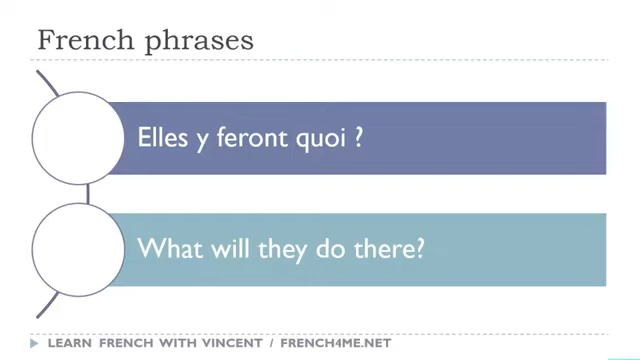 French phrases
Elles y feront quoi ?
What will they do there?
LEARN FRENCH WITH VINCENT / FRENCH4ME.NET